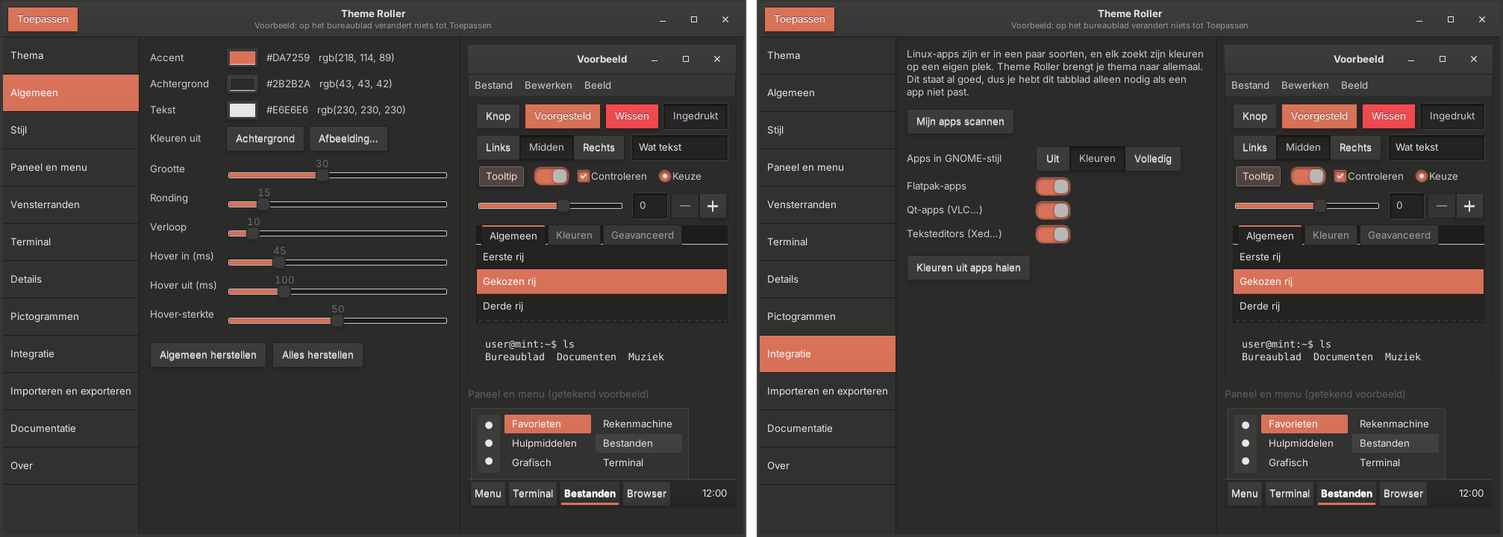 Toepassen
Theme Roller
Voorbeeld: op het bureaublad verandert niets tot Toepassen
Thema
Algemeen
Stijl
Paneel en menu
Vensterranden
Terminal
Details
Pictogrammen
Integratie
Importeren en exporteren
Documentatie
Over
Accent #DA7259 rgb(218, 114, 89)
Achtergrond #2B2B2A rgb(43, 43, 42)
Tekst #E6E6E6 rgb(230, 230, 230)
Kleuren uit Achtergrond Afbeelding...
Grootte 30
Ronding 15
Verloop 10
Hover in (ms) 45
Hover uit (ms) 100
Hover-sterkte 50
Algemeen herstellen Alles herstellen
Voorbeeld
Bestand Bewerken Beeld
Knop Voorgesteld Wissen Ingedrukt
Links Midden Rechts Wat tekst
Tooltip Controleren Keuze
0
Algemeen Kleuren Geavanceerd
Eerste rij
Gekozen rij
Derde rij
user@mint:~$ ls
Bureaublad Documenten Muziek
Paneel en menu (getekend voorbeeld)
Favorieten Rekenmachine
Hulpmiddelen Bestanden
Grafisch Terminal
Menu Terminal Bestanden Browser 12:00
Toepassen
Theme Roller
Voorbeeld: op het bureaublad verandert niets tot Toepassen
Thema
Algemeen
Stijl
Paneel en menu
Vensterranden
Terminal
Details
Pictogrammen
Integratie
Importeren en exporteren
Documentatie
Over
Linux-apps zijn er in een paar soorten, en elk zoekt zijn kleuren
op een eigen plek. Theme Roller brengt je thema naar allemaal.
Dit staat al goed, dus je hebt dit tabblad alleen nodig als een
app niet past.
Mijn apps scannen
Apps in GNOME-stijl Uit Kleuren Volledig
Flatpak-apps
Qt-apps (VLC...)
Teksteditors (Xed...)
Kleuren uit apps halen
Voorbeeld
Bestand Bewerken Beeld
Knop Voorgesteld Wissen Ingedrukt
Links Midden Rechts Wat tekst
Tooltip Controleren Keuze
0
Algemeen Kleuren Geavanceerd
Eerste rij
Gekozen rij
Derde rij
user@mint:~$ ls
Bureaublad Documenten Muziek
Paneel en menu (getekend voorbeeld)
Favorieten Rekenmachine
Hulpmiddelen Bestanden
Grafisch Terminal
Menu Terminal Bestanden Browser 12:00